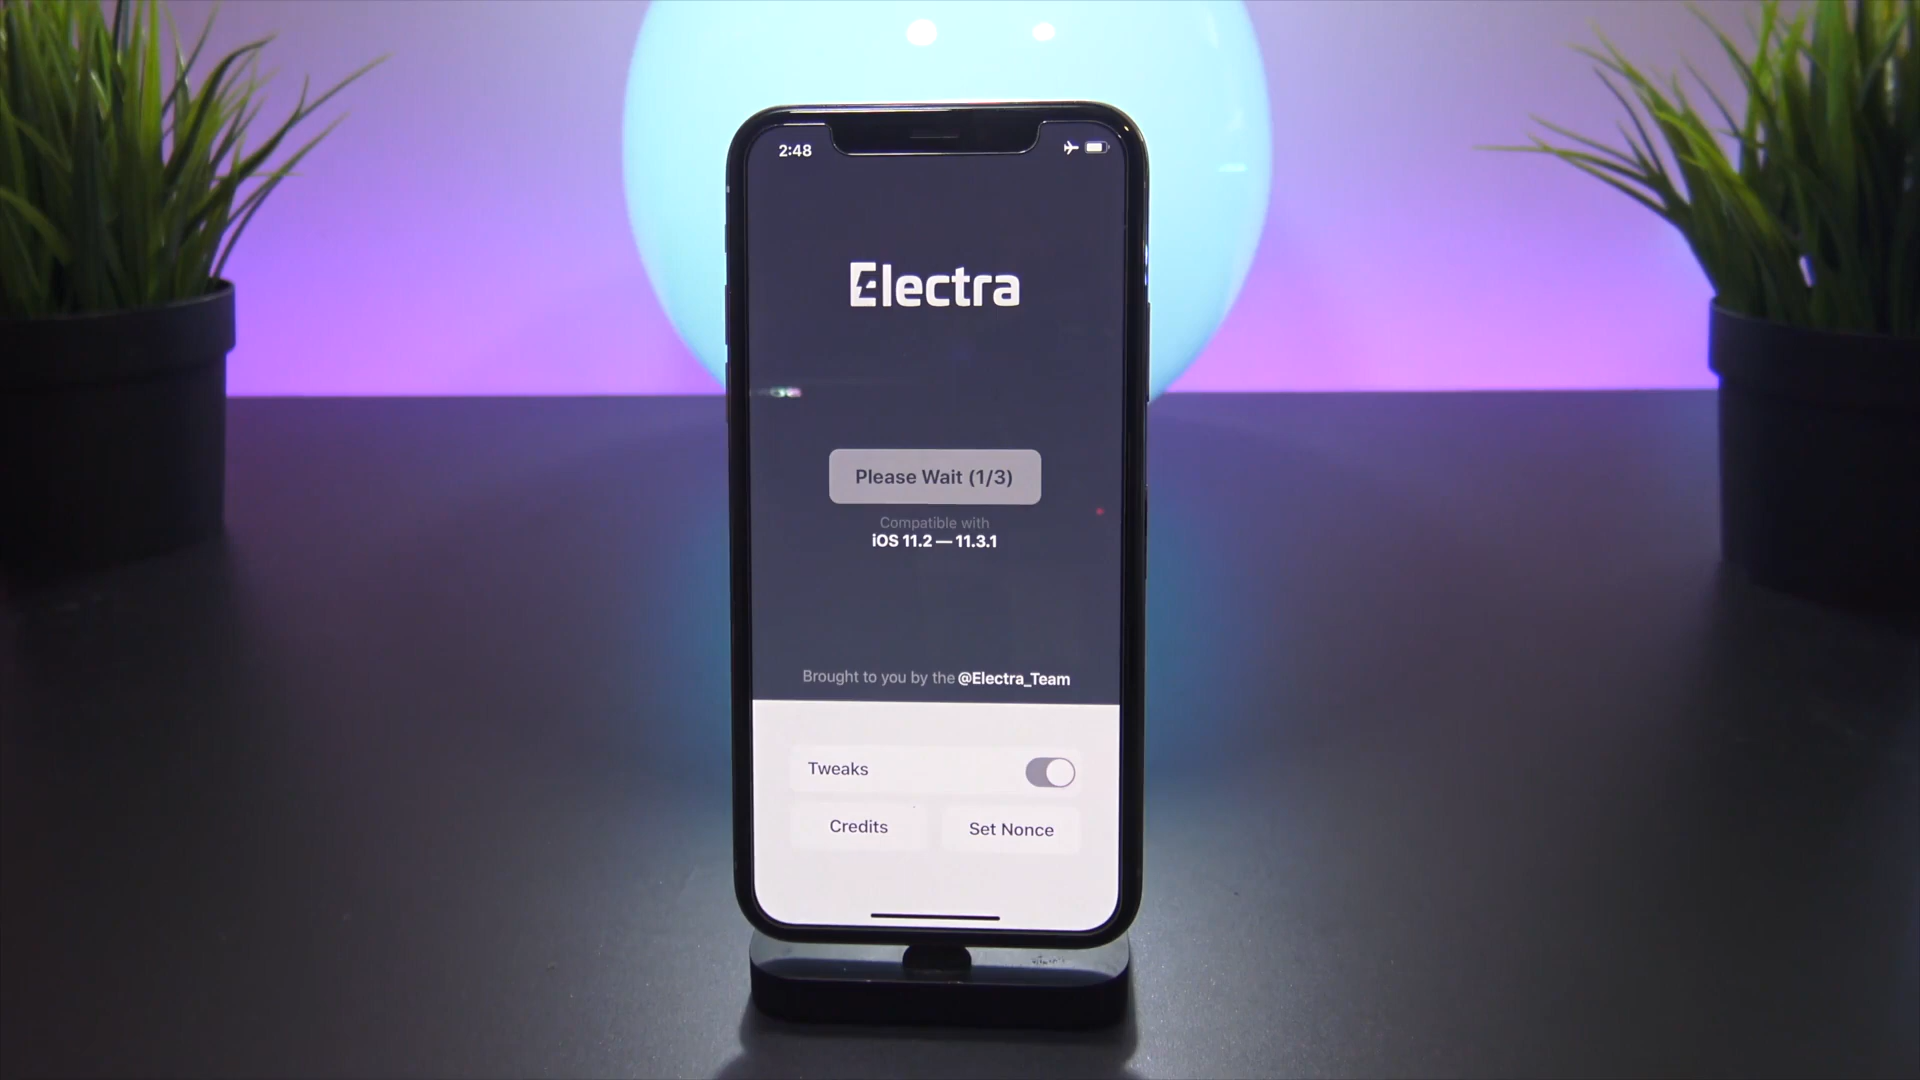 2:48
Electra
Please Wait (1/3)
Compatible with
iOS 11.2 — 11.3.1
Brought to you by the @Electra_Team
Tweaks
Credits
Set Nonce